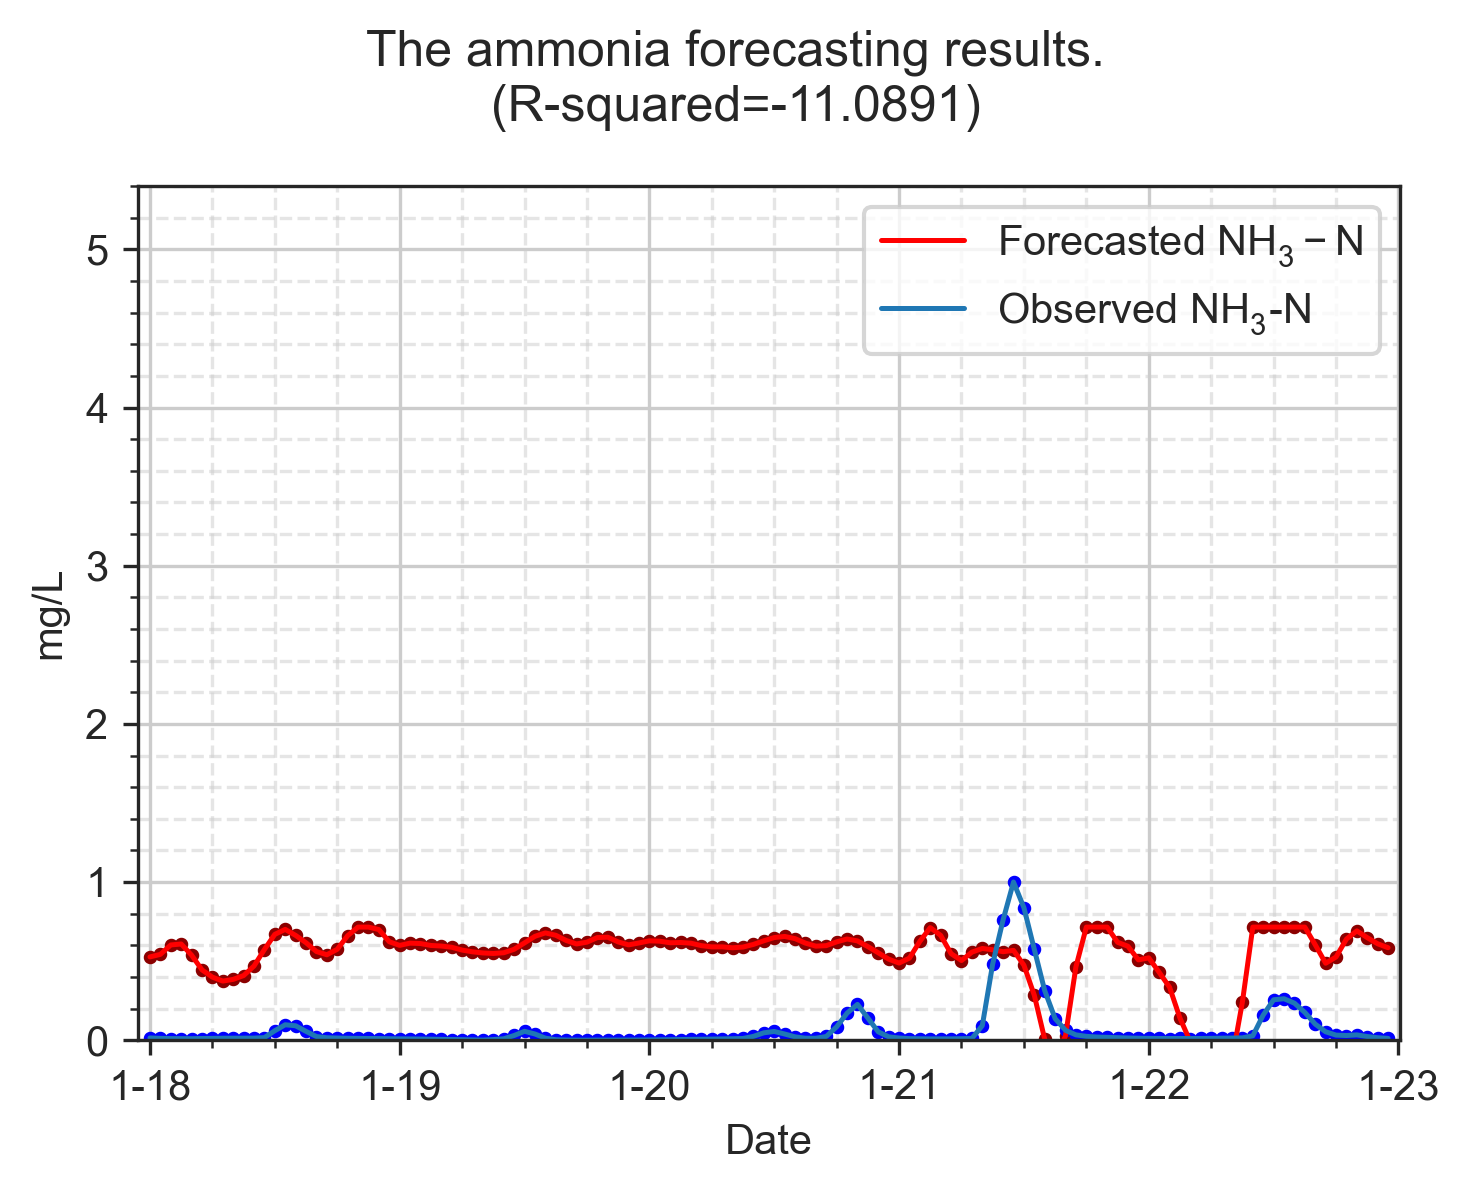 The ammonia forecasting results.
(R-squared=-11.0891)
Forecasted NH₃ − N
Observed NH₃-N
5
4
3
2
1
0
mg/L
1-18 1-19 1-20 1-21 1-22 1-23
Date